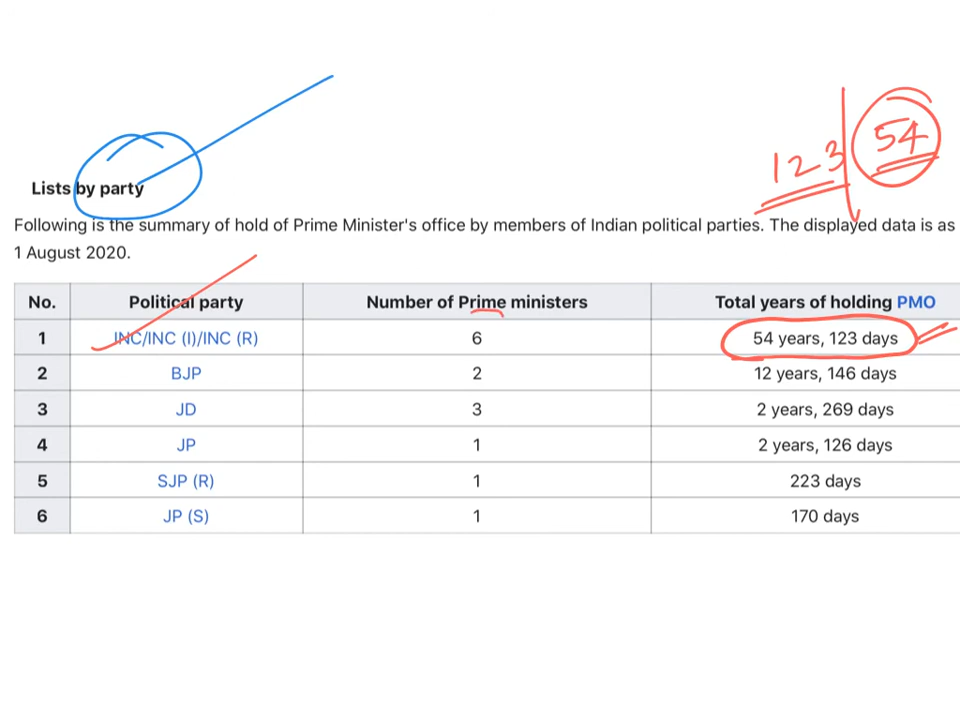 123 54
Lists by party
Following is the summary of hold of Prime Minister's office by members of Indian political parties. The displayed data is as
1 August 2020.
No. Political party Number of Prime ministers Total years of holding PMO
1 INC/INC (I)/INC (R) 6 54 years, 123 days
2 BJP 2 12 years, 146 days
3 JD 3 2 years, 269 days
4 JP 1 2 years, 126 days
5 SJP (R) 1 223 days
6 JP (S) 1 170 days